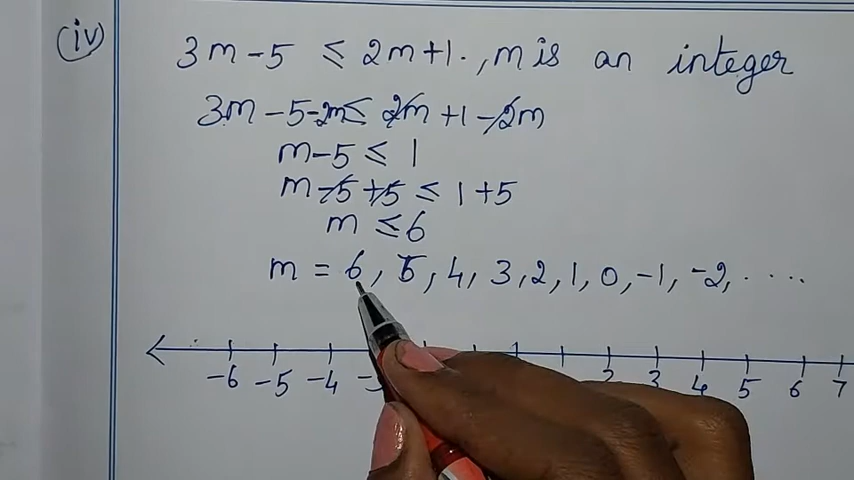 (iv) 3m-5 ≤ 2m+1. , m is an integer
3m-5-2m ≤ 2m+1-2m
m-5 ≤ 1
m-5+5 ≤ 1+5
m ≤ 6
m = 6, 5, 4, 3, 2, 1, 0, -1, -2, ....
-6 -5 -4 2 3 4 5 6 7